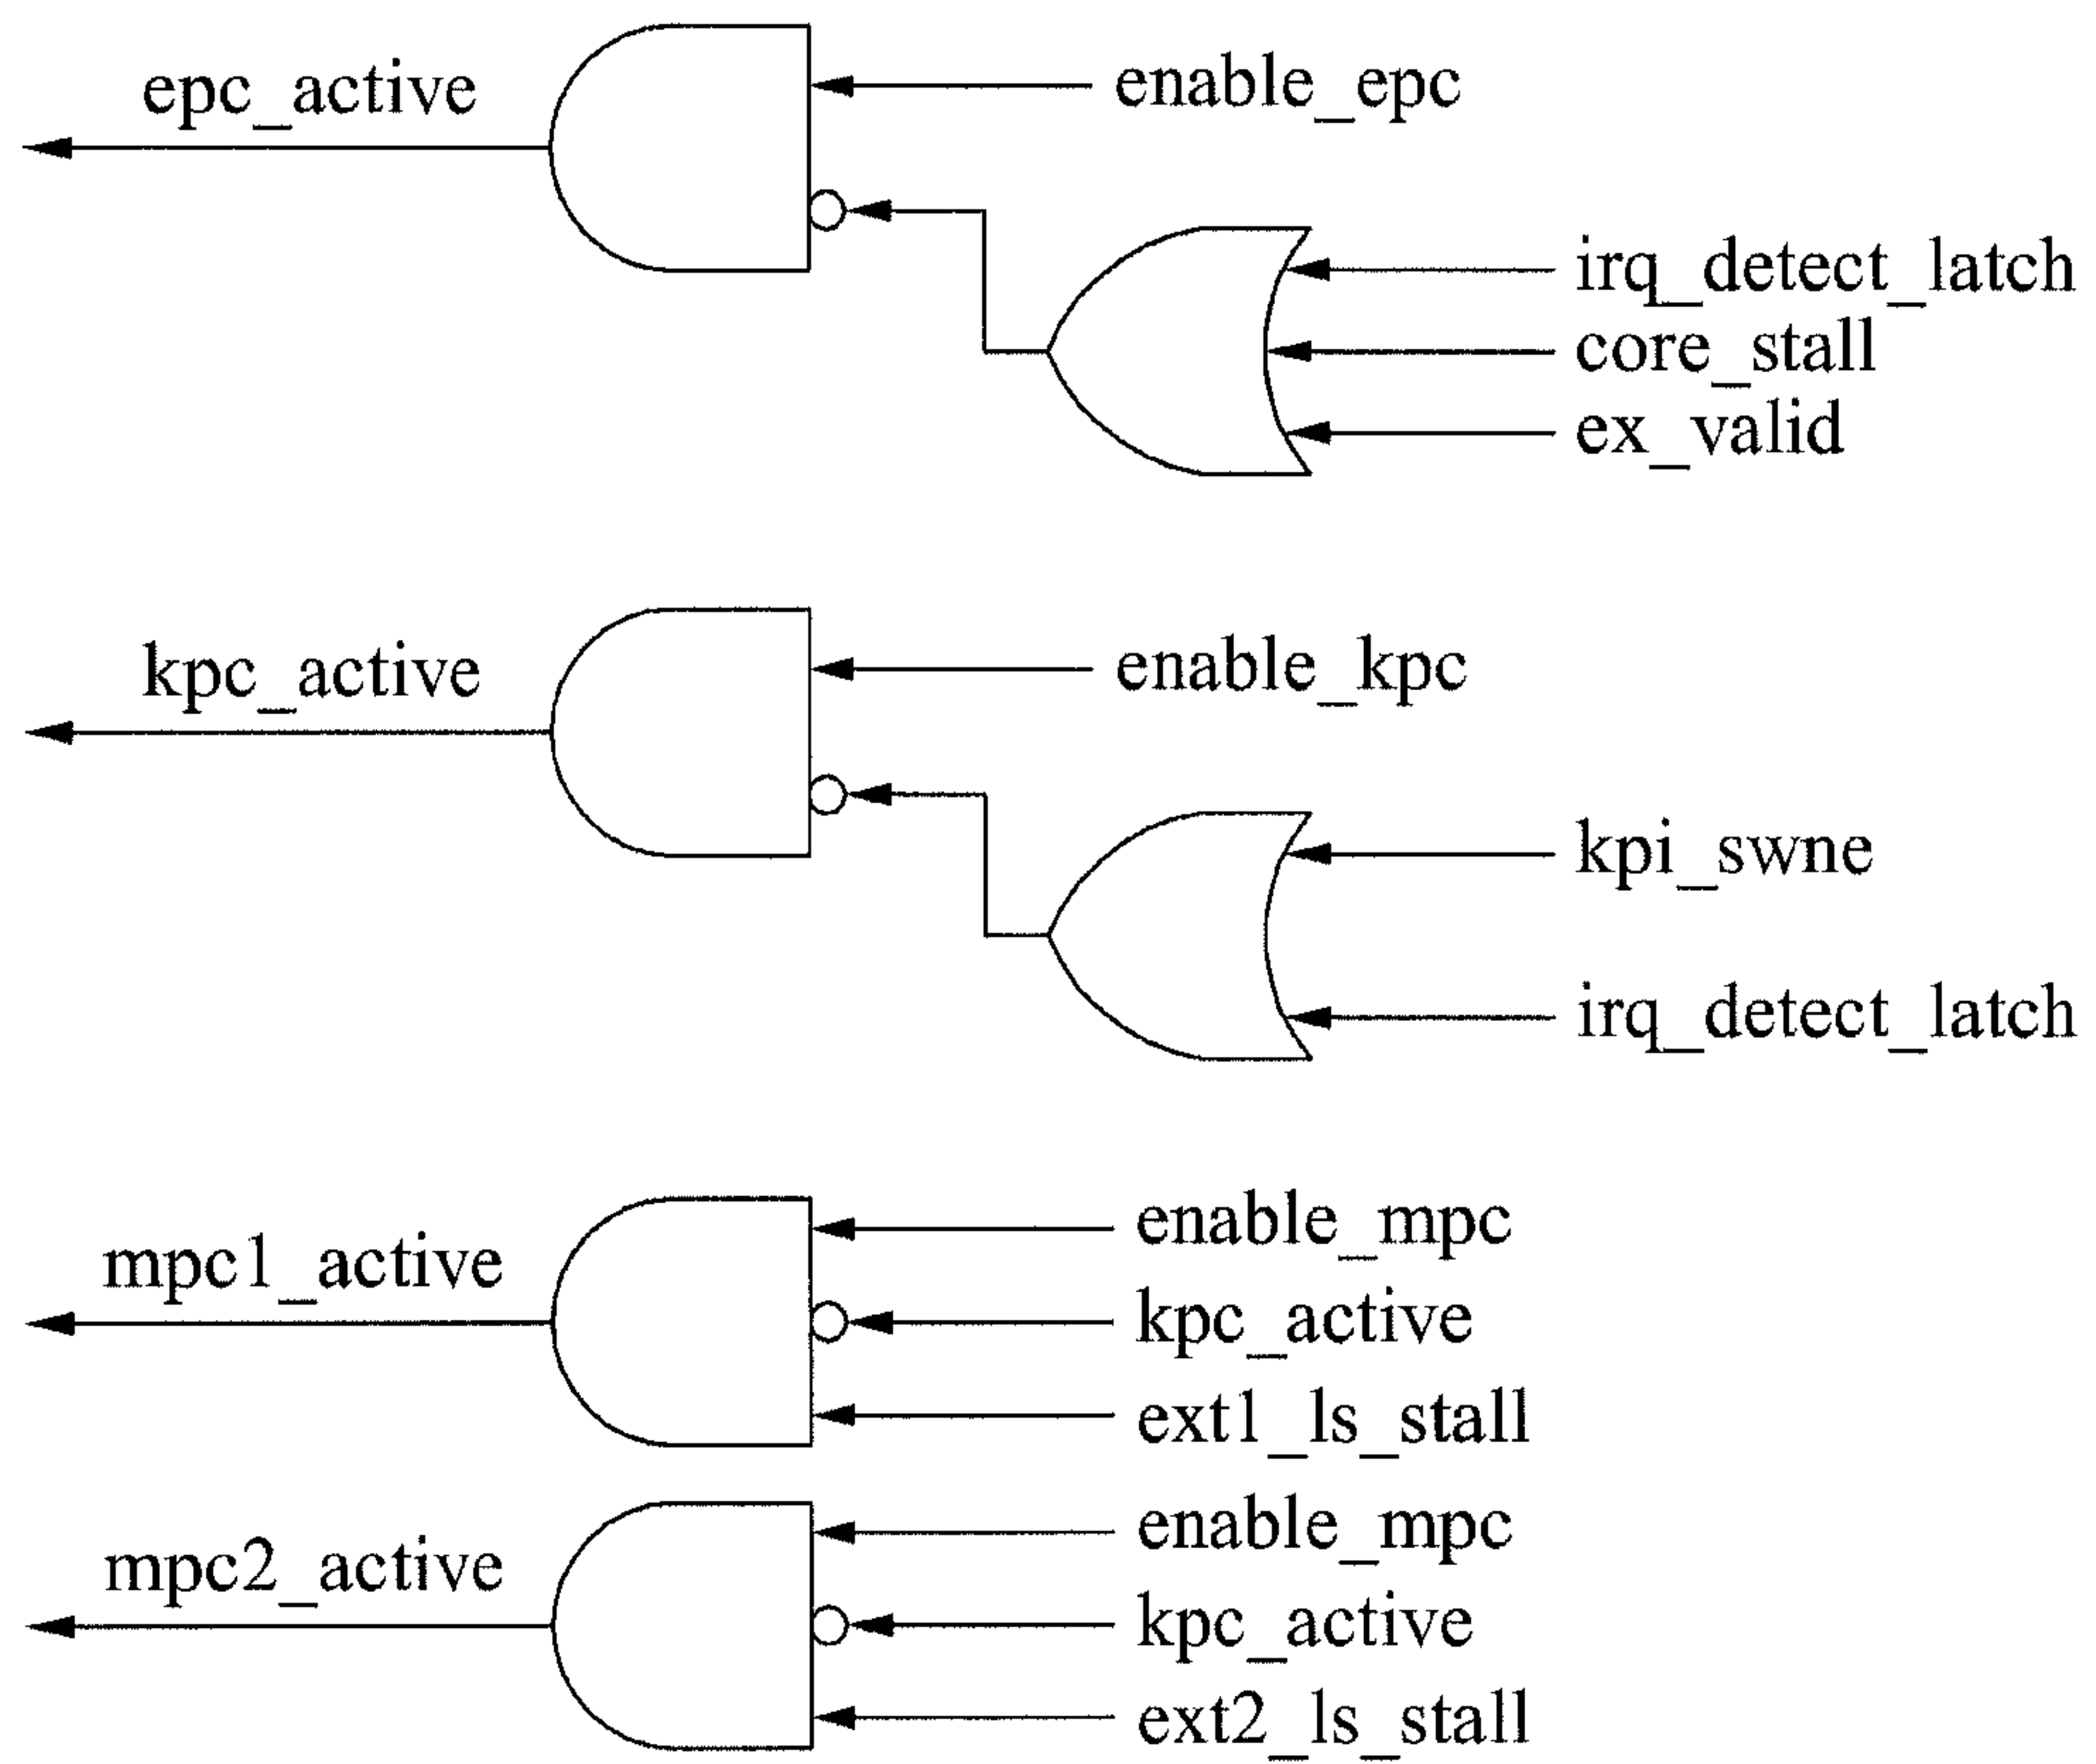 epc_active
enable_epc
irq_detect_latch
core_stall
ex_valid
kpc_active
enable_kpc
kpi_swne
irq_detect_latch
mpc1_active
enable_mpc
kpc_active
ext1_ls_stall
mpc2_active
enable_mpc
kpc_active
ext2_ls_stall